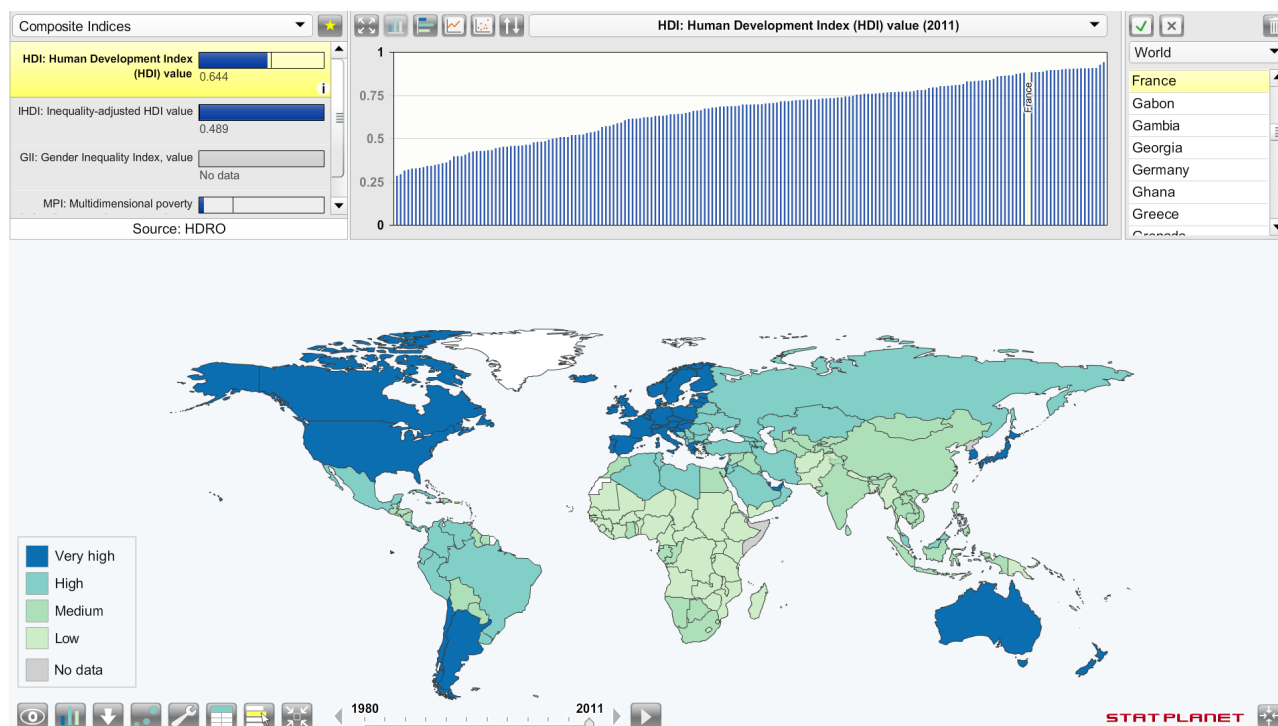 Composite Indices
HDI: Human Development Index
(HDI) value
0.644
i
IHDI: Inequality-adjusted HDI value
0.489
GII: Gender Inequality Index, value
No data
MPI: Multidimensional poverty
Source: HDRO
HDI: Human Development Index (HDI) value (2011)
1
0.75
0.5
0.25
0
France
World
France
Gabon
Gambia
Georgia
Germany
Ghana
Greece
Grenada
Very high
High
Medium
Low
No data
1980
2011
STAT PLANET